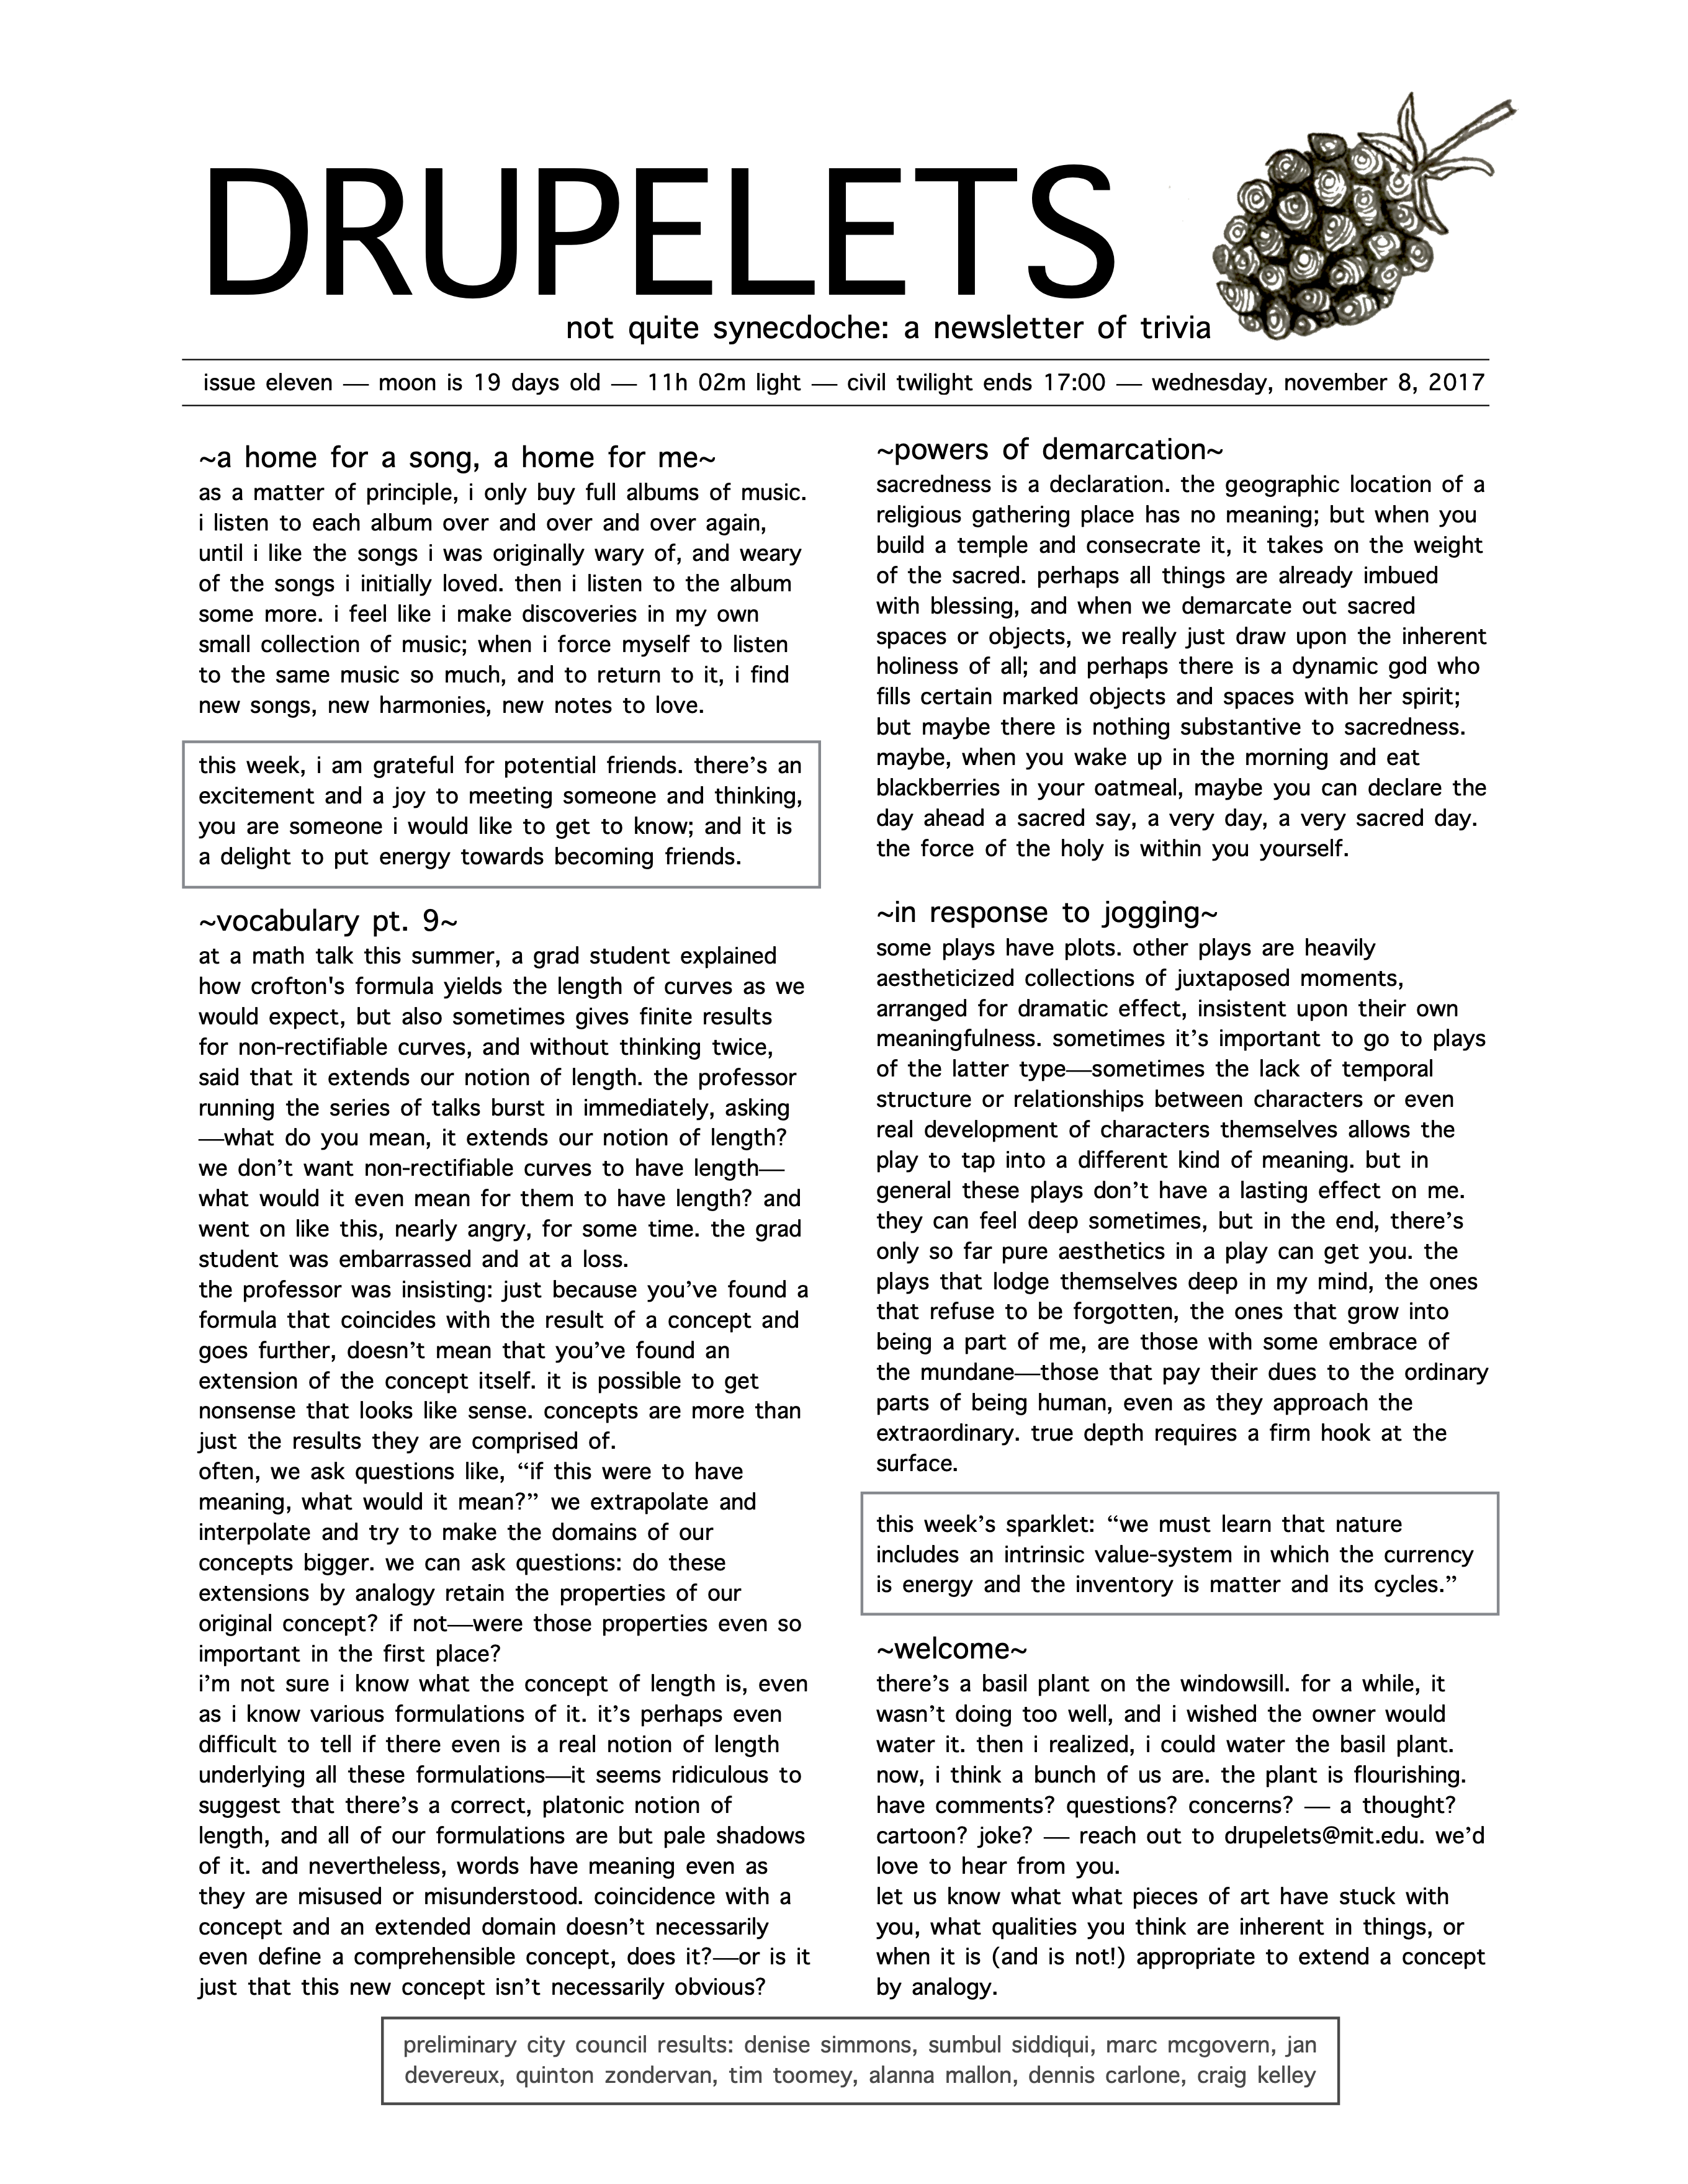 DRUPELETS
not quite synecdoche: a newsletter of trivia
issue eleven — moon is 19 days old — 11h 02m light — civil twilight ends 17:00 — wednesday, november 8, 2017
~a home for a song, a home for me~
as a matter of principle, i only buy full albums of music.
i listen to each album over and over and over again,
until i like the songs i was originally wary of, and weary
of the songs i initially loved. then i listen to the album
some more. i feel like i make discoveries in my own
small collection of music; when i force myself to listen
to the same music so much, and to return to it, i find
new songs, new harmonies, new notes to love.
this week, i am grateful for potential friends. there’s an
excitement and a joy to meeting someone and thinking,
you are someone i would like to get to know; and it is
a delight to put energy towards becoming friends.
~vocabulary pt. 9~
at a math talk this summer, a grad student explained
how crofton's formula yields the length of curves as we
would expect, but also sometimes gives finite results
for non-rectifiable curves, and without thinking twice,
said that it extends our notion of length. the professor
running the series of talks burst in immediately, asking
—what do you mean, it extends our notion of length?
we don’t want non-rectifiable curves to have length—
what would it even mean for them to have length? and
went on like this, nearly angry, for some time. the grad
student was embarrassed and at a loss.
the professor was insisting: just because you’ve found a
formula that coincides with the result of a concept and
goes further, doesn’t mean that you’ve found an
extension of the concept itself. it is possible to get
nonsense that looks like sense. concepts are more than
just the results they are comprised of.
often, we ask questions like, “if this were to have
meaning, what would it mean?” we extrapolate and
interpolate and try to make the domains of our
concepts bigger. we can ask questions: do these
extensions by analogy retain the properties of our
original concept? if not—were those properties even so
important in the first place?
i’m not sure i know what the concept of length is, even
as i know various formulations of it. it’s perhaps even
difficult to tell if there even is a real notion of length
underlying all these formulations—it seems ridiculous to
suggest that there’s a correct, platonic notion of
length, and all of our formulations are but pale shadows
of it. and nevertheless, words have meaning even as
they are misused or misunderstood. coincidence with a
concept and an extended domain doesn’t necessarily
even define a comprehensible concept, does it?—or is it
just that this new concept isn’t necessarily obvious?
~powers of demarcation~
sacredness is a declaration. the geographic location of a
religious gathering place has no meaning; but when you
build a temple and consecrate it, it takes on the weight
of the sacred. perhaps all things are already imbued
with blessing, and when we demarcate out sacred
spaces or objects, we really just draw upon the inherent
holiness of all; and perhaps there is a dynamic god who
fills certain marked objects and spaces with her spirit;
but maybe there is nothing substantive to sacredness.
maybe, when you wake up in the morning and eat
blackberries in your oatmeal, maybe you can declare the
day ahead a sacred say, a very day, a very sacred day.
the force of the holy is within you yourself.
~in response to jogging~
some plays have plots. other plays are heavily
aestheticized collections of juxtaposed moments,
arranged for dramatic effect, insistent upon their own
meaningfulness. sometimes it’s important to go to plays
of the latter type—sometimes the lack of temporal
structure or relationships between characters or even
real development of characters themselves allows the
play to tap into a different kind of meaning. but in
general these plays don’t have a lasting effect on me.
they can feel deep sometimes, but in the end, there’s
only so far pure aesthetics in a play can get you. the
plays that lodge themselves deep in my mind, the ones
that refuse to be forgotten, the ones that grow into
being a part of me, are those with some embrace of
the mundane—those that pay their dues to the ordinary
parts of being human, even as they approach the
extraordinary. true depth requires a firm hook at the
surface.
this week’s sparklet: “we must learn that nature
includes an intrinsic value-system in which the currency
is energy and the inventory is matter and its cycles.”
~welcome~
there’s a basil plant on the windowsill. for a while, it
wasn’t doing too well, and i wished the owner would
water it. then i realized, i could water the basil plant.
now, i think a bunch of us are. the plant is flourishing.
have comments? questions? concerns? — a thought?
cartoon? joke? — reach out to drupelets@mit.edu. we’d
love to hear from you.
let us know what what pieces of art have stuck with
you, what qualities you think are inherent in things, or
when it is (and is not!) appropriate to extend a concept
by analogy.
preliminary city council results: denise simmons, sumbul siddiqui, marc mcgovern, jan
devereux, quinton zondervan, tim toomey, alanna mallon, dennis carlone, craig kelley